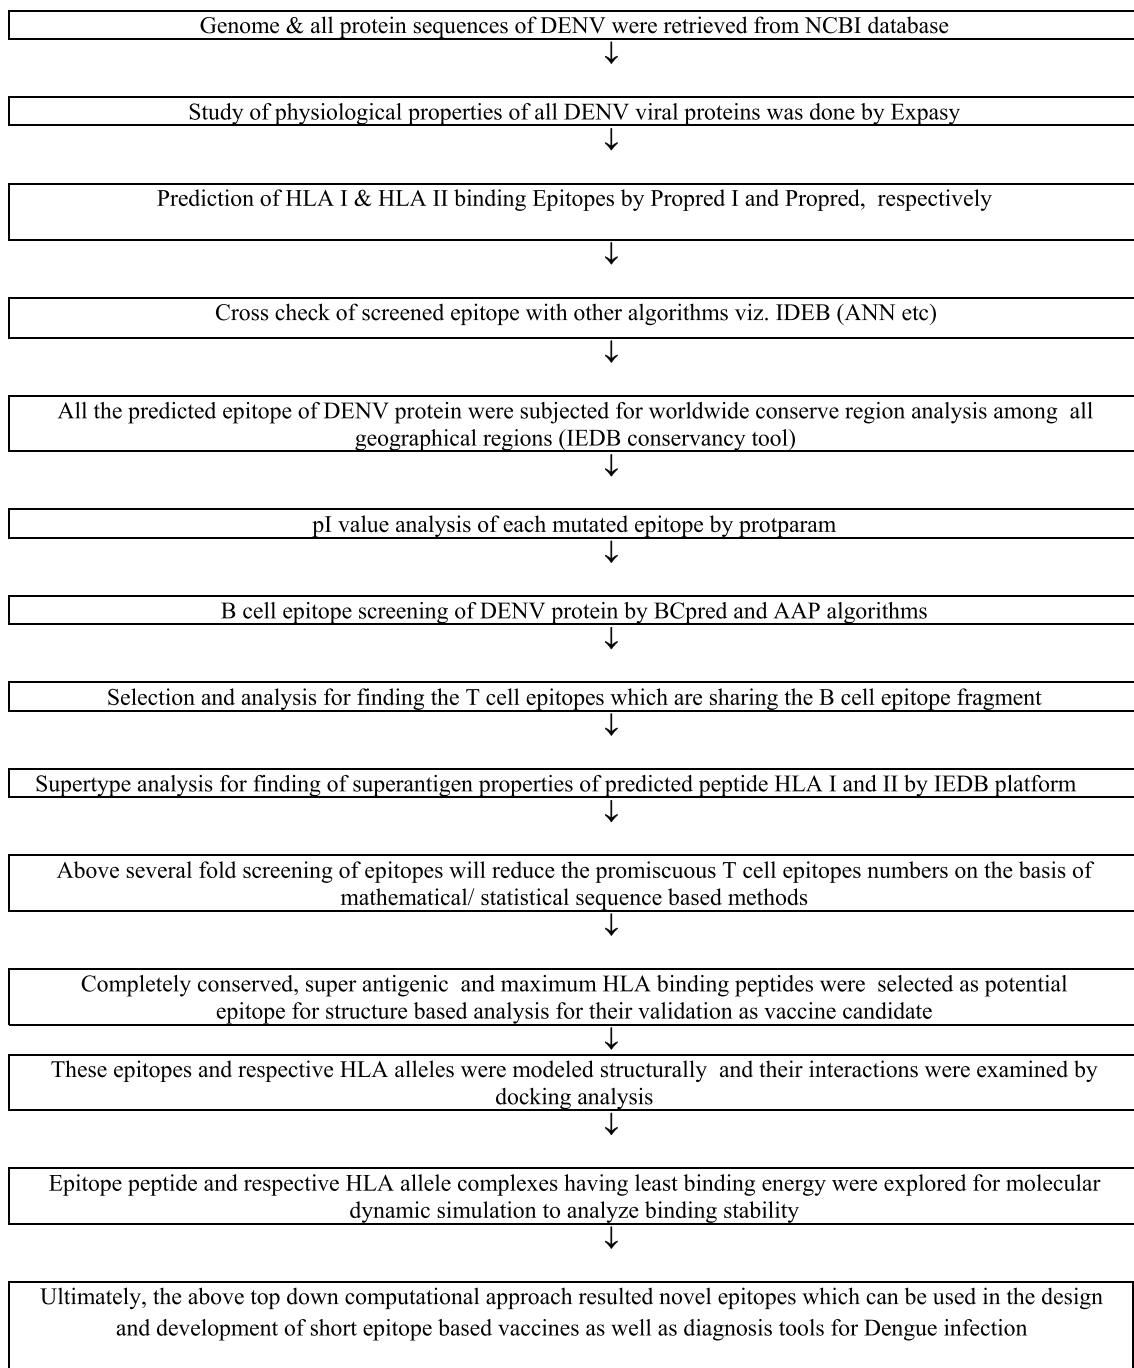 Genome & all protein sequences of DENV were retrieved from NCBI database
↓
Study of physiological properties of all DENV viral proteins was done by Expasy
↓
Prediction of HLA I & HLA II binding Epitopes by Propred I and Propred, respectively
↓
Cross check of screened epitope with other algorithms viz. IDEB (ANN etc)
↓
All the predicted epitope of DENV protein were subjected for worldwide conserve region analysis among all
geographical regions (IEDB conservancy tool)
↓
pI value analysis of each mutated epitope by protparam
↓
B cell epitope screening of DENV protein by BCpred and AAP algorithms
↓
Selection and analysis for finding the T cell epitopes which are sharing the B cell epitope fragment
↓
Supertype analysis for finding of superantigen properties of predicted peptide HLA I and II by IEDB platform
↓
Above several fold screening of epitopes will reduce the promiscuous T cell epitopes numbers on the basis of
mathematical/ statistical sequence based methods
↓
Completely conserved, super antigenic and maximum HLA binding peptides were selected as potential
epitope for structure based analysis for their validation as vaccine candidate
↓
These epitopes and respective HLA alleles were modeled structurally and their interactions were examined by
docking analysis
↓
Epitope peptide and respective HLA allele complexes having least binding energy were explored for molecular
dynamic simulation to analyze binding stability
↓
Ultimately, the above top down computational approach resulted novel epitopes which can be used in the design
and development of short epitope based vaccines as well as diagnosis tools for Dengue infection